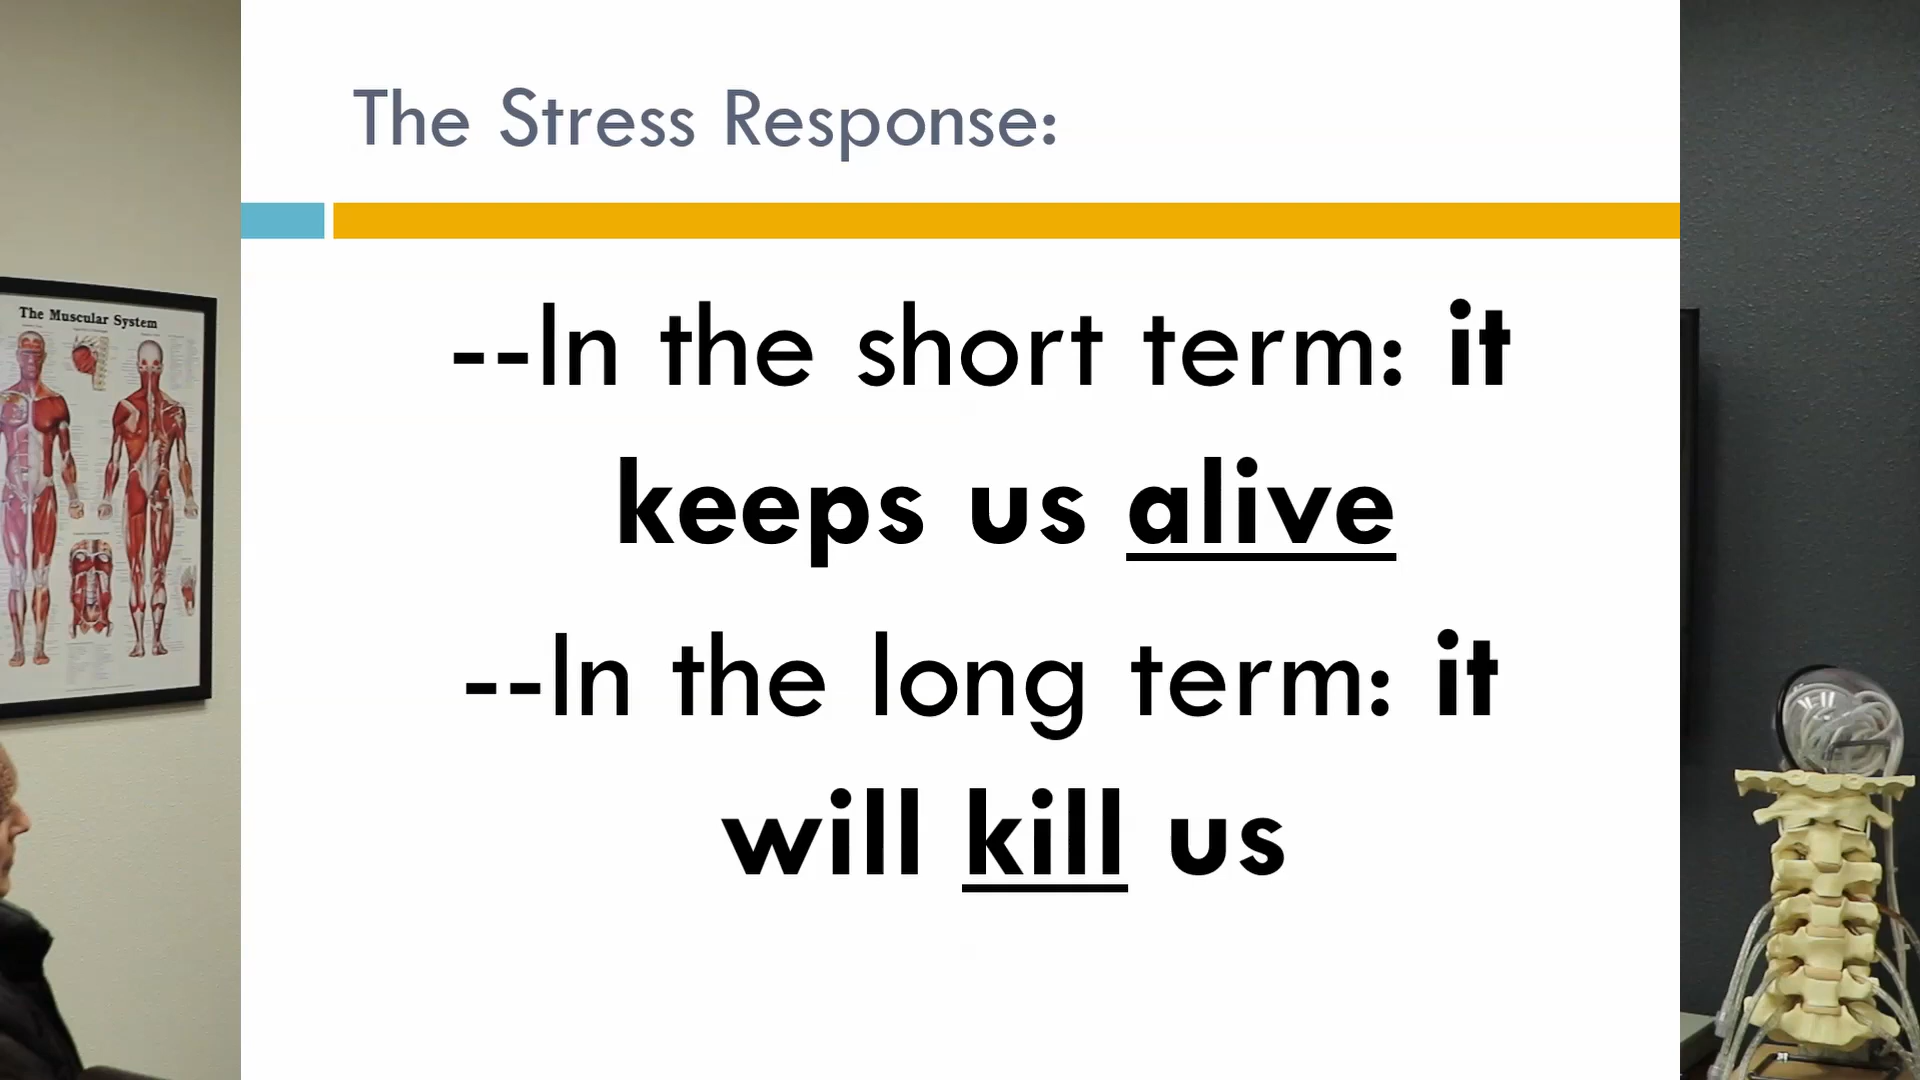 The Stress Response:
--In the short term: it
keeps us alive
--In the long term: it
will kill us
The Muscular System